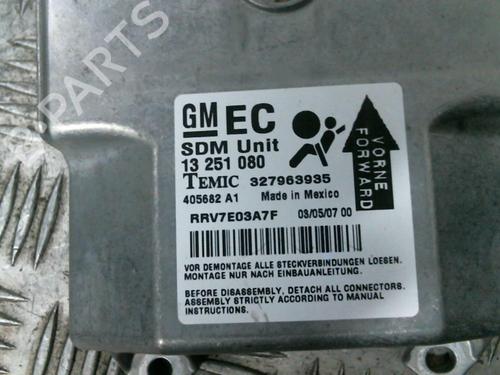 GM EC
SDM Unit
13 251 080
TEMIC 327963935
405682 A1 Made in Mexico
RRV7E03A7F 08/05/07 00
VORNE
FORWARD
VOR DEMONTAGE ALLE STECKVERBINDUNGEN LOESEN.
MONTAGE NUR NACH EINBAUANLEITUNG.
BEFORE DISASSEMBLY, DETACH ALL CONNECTORS.
ASSEMBLY STRICTLY ACCORDING TO MANUAL
INSTRUCTIONS.
PARTS